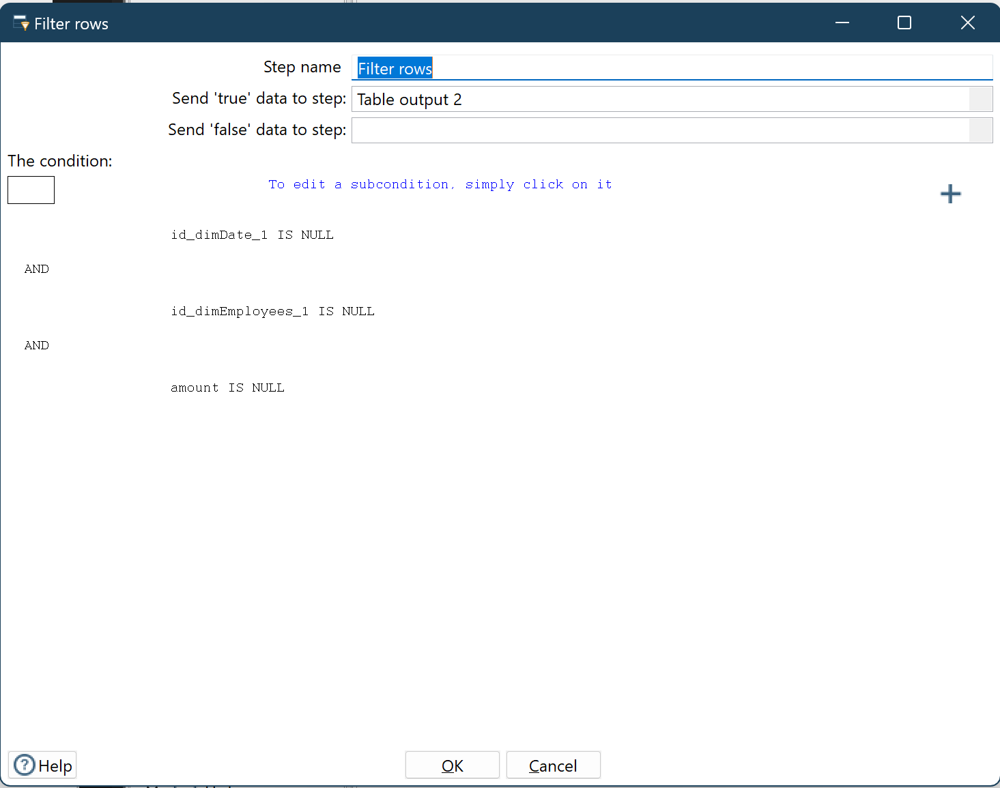 Filter rows
Step name Filter rows
Send 'true' data to step: Table output 2
Send 'false' data to step:
The condition:
To edit a subcondition, simply click on it
id_dimDate_1 IS NULL
AND
id_dimEmployees_1 IS NULL
AND
amount IS NULL
Help OK Cancel